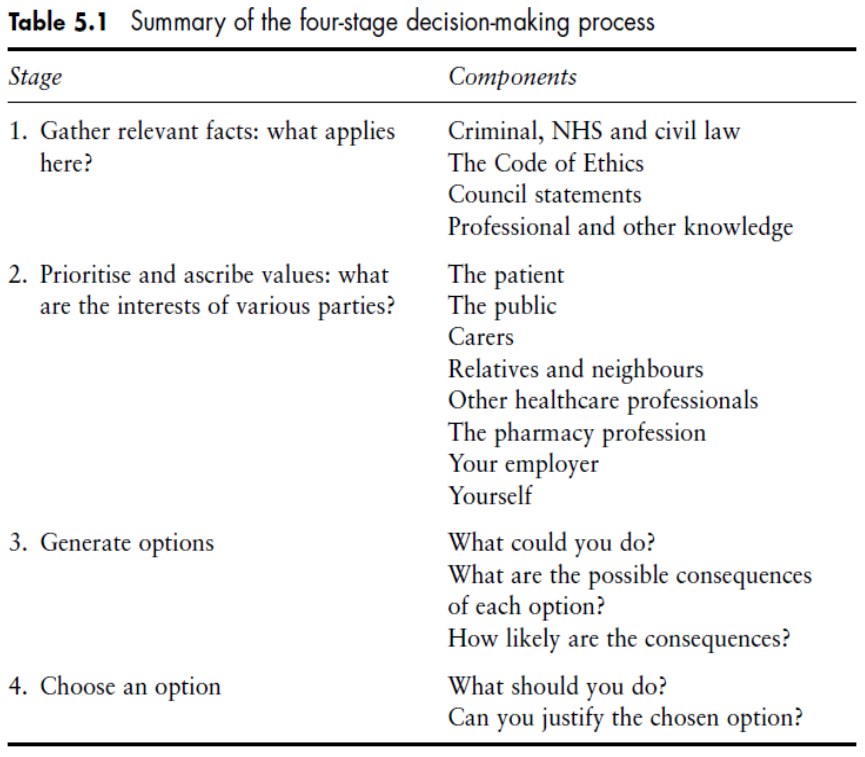 Table 5.1 Summary of the four-stage decision-making process
Stage Components
1. Gather relevant facts: what applies here?
Criminal, NHS and civil law
The Code of Ethics
Council statements
Professional and other knowledge
2. Prioritise and ascribe values: what are the interests of various parties?
The patient
The public
Carers
Relatives and neighbours
Other healthcare professionals
The pharmacy profession
Your employer
Yourself
3. Generate options
What could you do?
What are the possible consequences of each option?
How likely are the consequences?
4. Choose an option
What should you do?
Can you justify the chosen option?